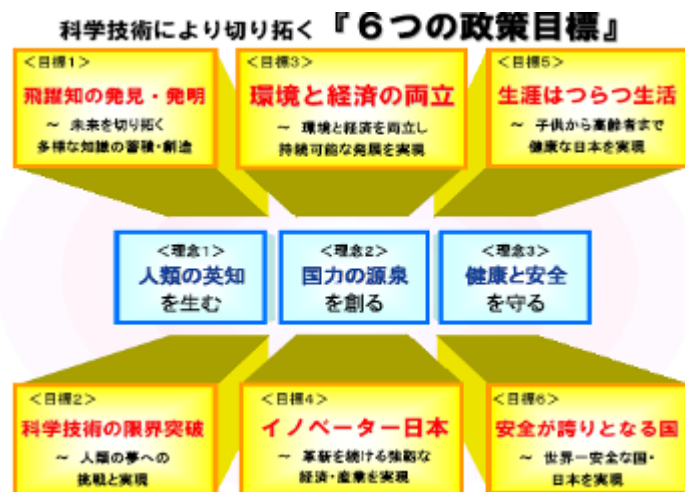 科学技術により切り拓く『６つの政策目標』
＜目標1＞
飛躍知の発見・発明
～ 未来を切り拓く
多様な知識の蓄積・創造
＜目標3＞
環境と経済の両立
～ 環境と経済を両立し
持続可能な発展を実現
＜目標5＞
生涯はつらつ生活
～ 子供から高齢者まで
健康な日本を実現
＜理念1＞
人類の英知
を生む
＜理念2＞
国力の源泉
を創る
＜理念3＞
健康と安全
を守る
＜目標2＞
科学技術の限界突破
～ 人類の夢への
挑戦と実現
＜目標4＞
イノベーター日本
～ 革新を続ける強靱な
経済・産業を実現
＜目標6＞
安全が誇りとなる国
～ 世界一安全な国・
日本を実現